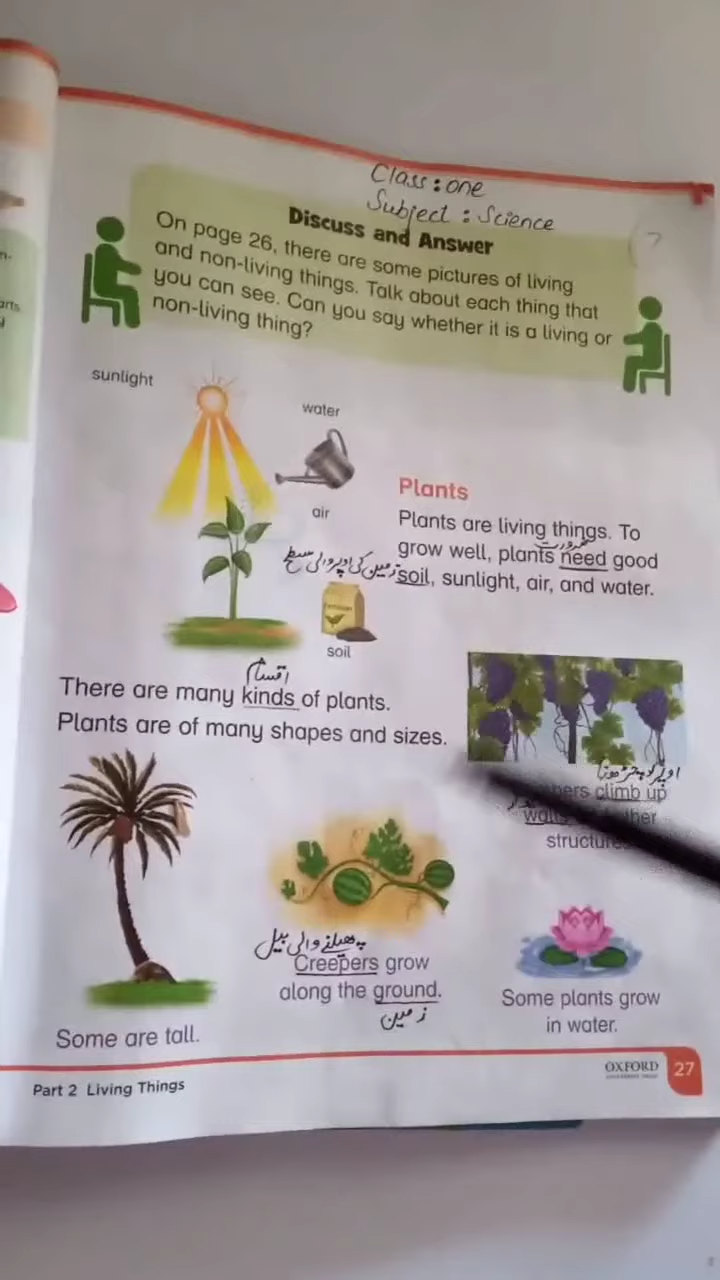 Class: one
Subject: Science
Discuss and Answer
On page 26, there are some pictures of living
and non-living things. Talk about each thing that
you can see. Can you say whether it is a living or
non-living thing?
sunlight
water
air
soil
Plants
Plants are living things. To
ضرورت
grow well, plants need good
زمین کی اوپر والی سطح
soil, sunlight, air, and water.
اقسام
There are many kinds of plants.
Plants are of many shapes and sizes.
اوپر کو چڑھنا
climb up
structure
Some are tall.
پھیلنے والی بیل
Creepers grow
along the ground.
زمین
Some plants grow
in water.
Part 2 Living Things
OXFORD
27